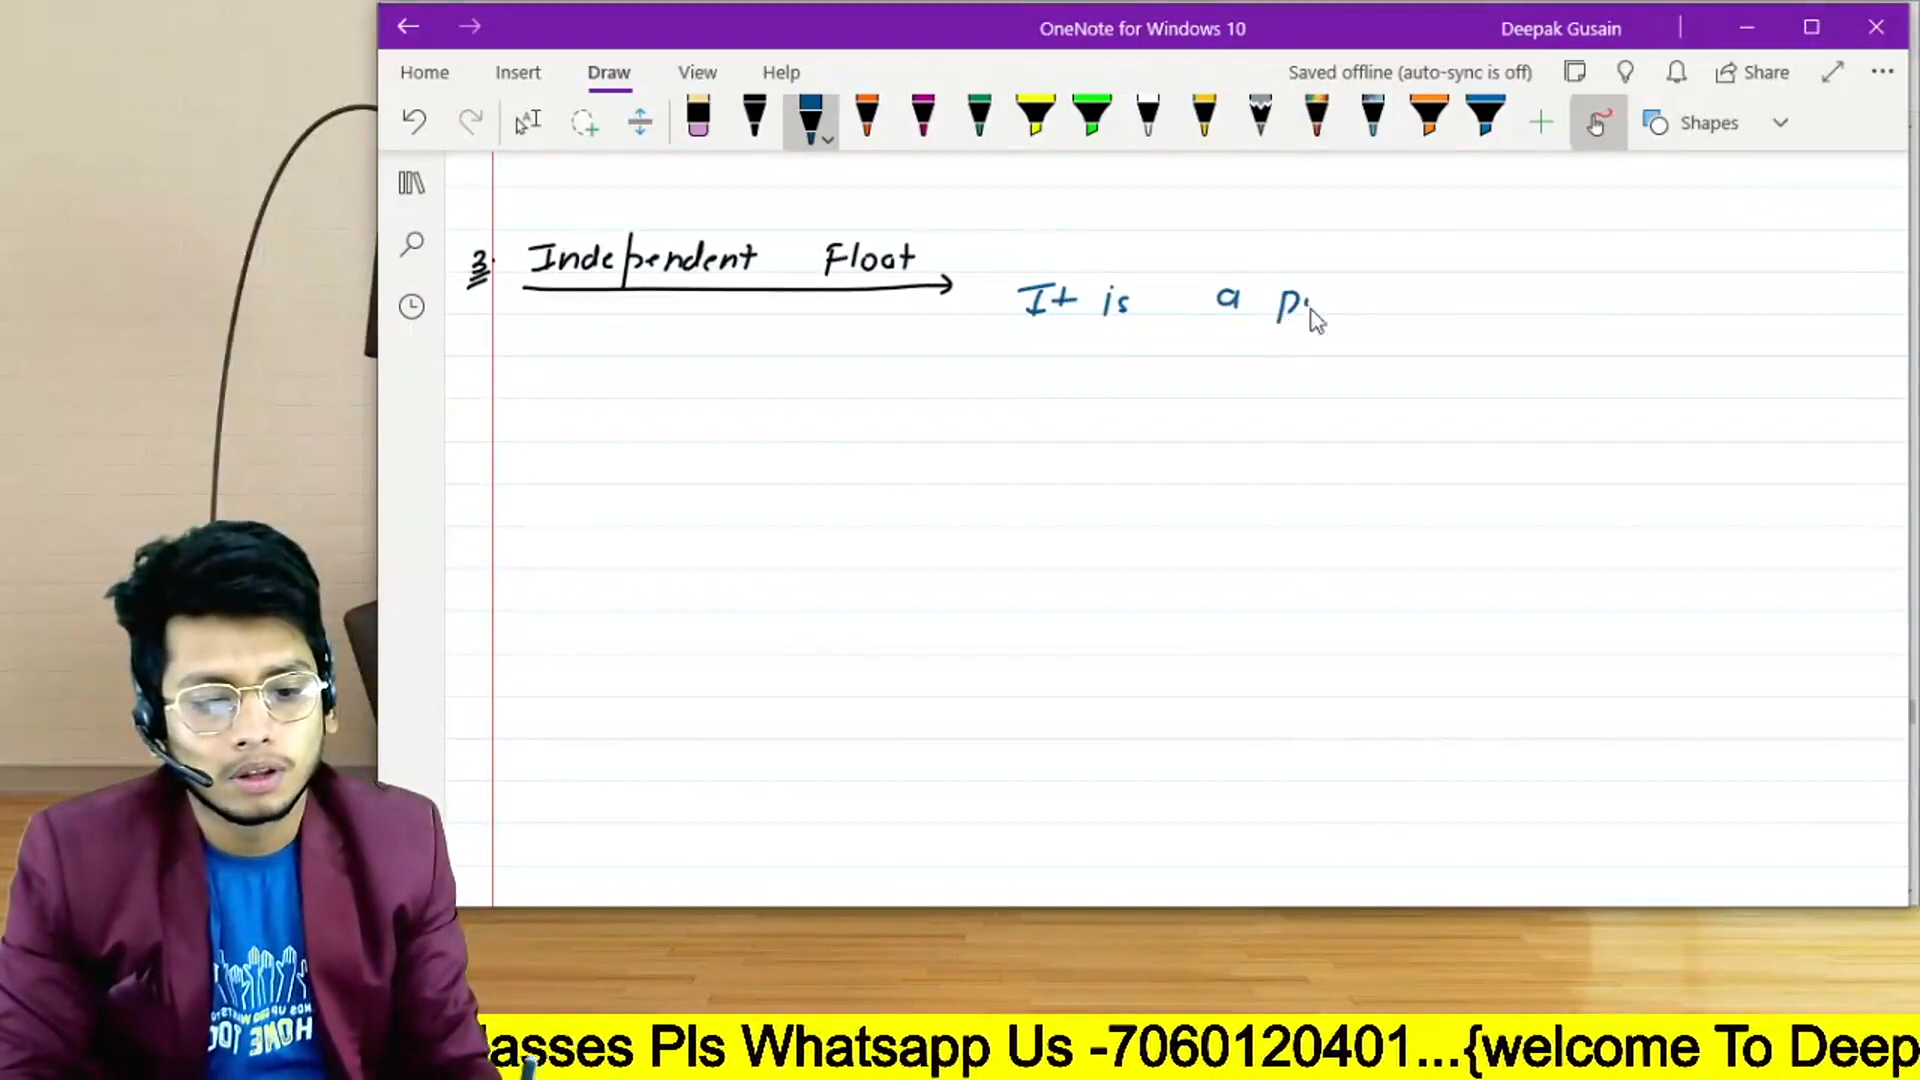 OneNote for Windows 10
Deepak Gusain
Home Insert Draw View Help
Saved offline (auto-sync is off)
Share
Shapes
3. Independent Float
It is a p
asses Pls Whatsapp Us -7060120401...{welcome To Deep